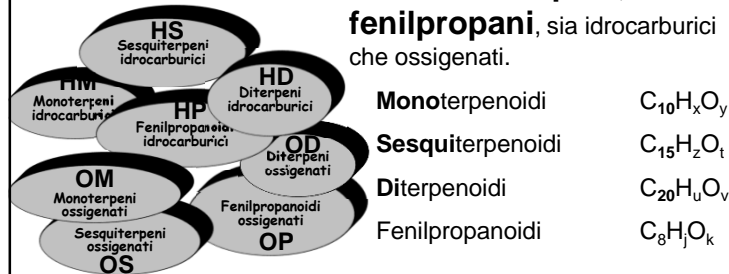 fenilpropani, sia idrocarburici
che ossigenati.
HS
Sesquiterpeni
idrocarburici
HM
Monoterpeni
idrocarburici
HD
Diterpeni
idrocarburici
HP
Fenilpropanoidi
idrocarburici
OD
Diterpeni
ossigenati
OM
Monoterpeni
ossigenati
Sesquiterpeni
ossigenati
OS
Fenilpropanoidi
ossigenati
OP
Monoterpenoidi C10HxOy
Sesquiterpenoidi C15HzOt
Diterpenoidi C20HuOv
Fenilpropanoidi C8HjOk